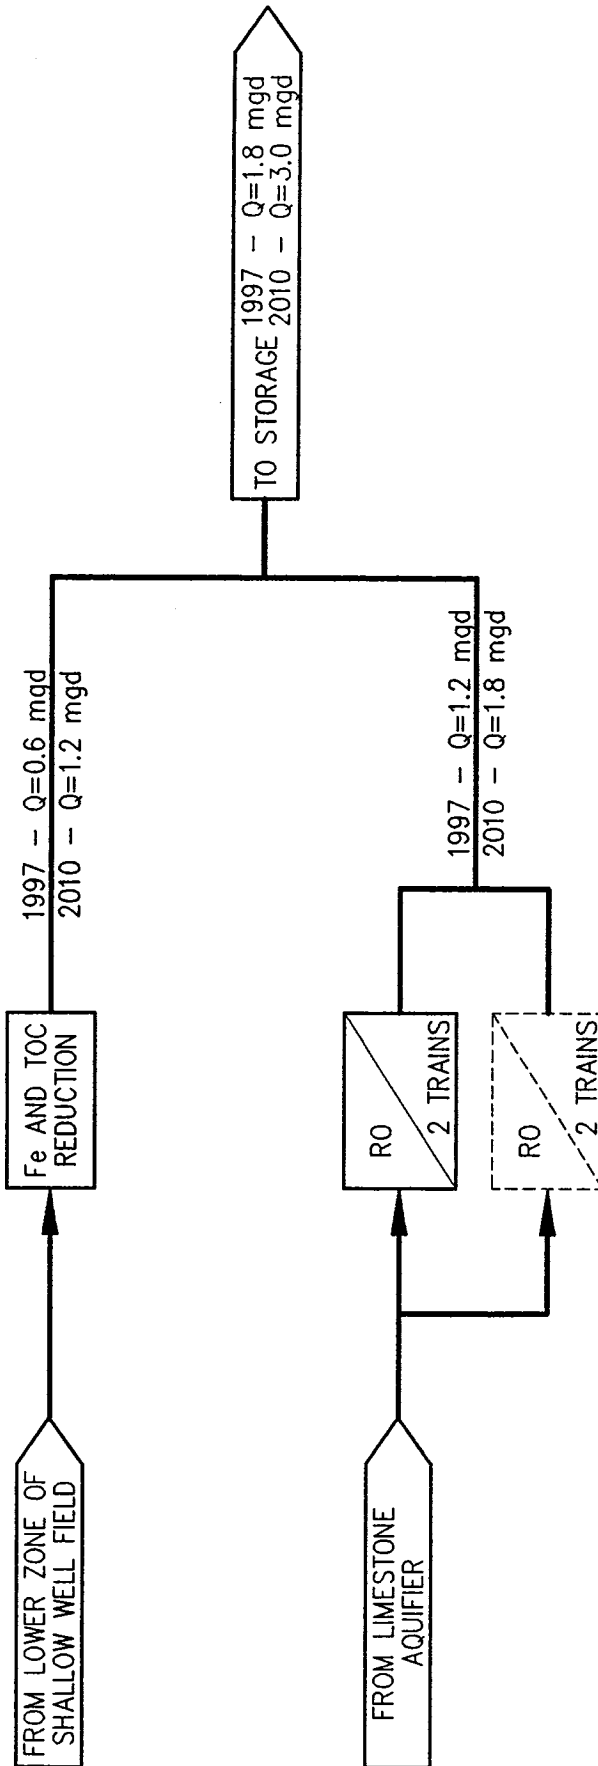 FROM LOWER ZONE OF
SHALLOW WELL FIELD
Fe AND TOC
REDUCTION
1997 - Q=0.6 mgd
2010 - Q=1.2 mgd
TO STORAGE
1997 - Q=1.8 mgd
2010 - Q=3.0 mgd
FROM LIMESTONE
AQUIFIER
RO
2 TRAINS
1997 - Q=1.2 mgd
2010 - Q=1.8 mgd
RO
2 TRAINS